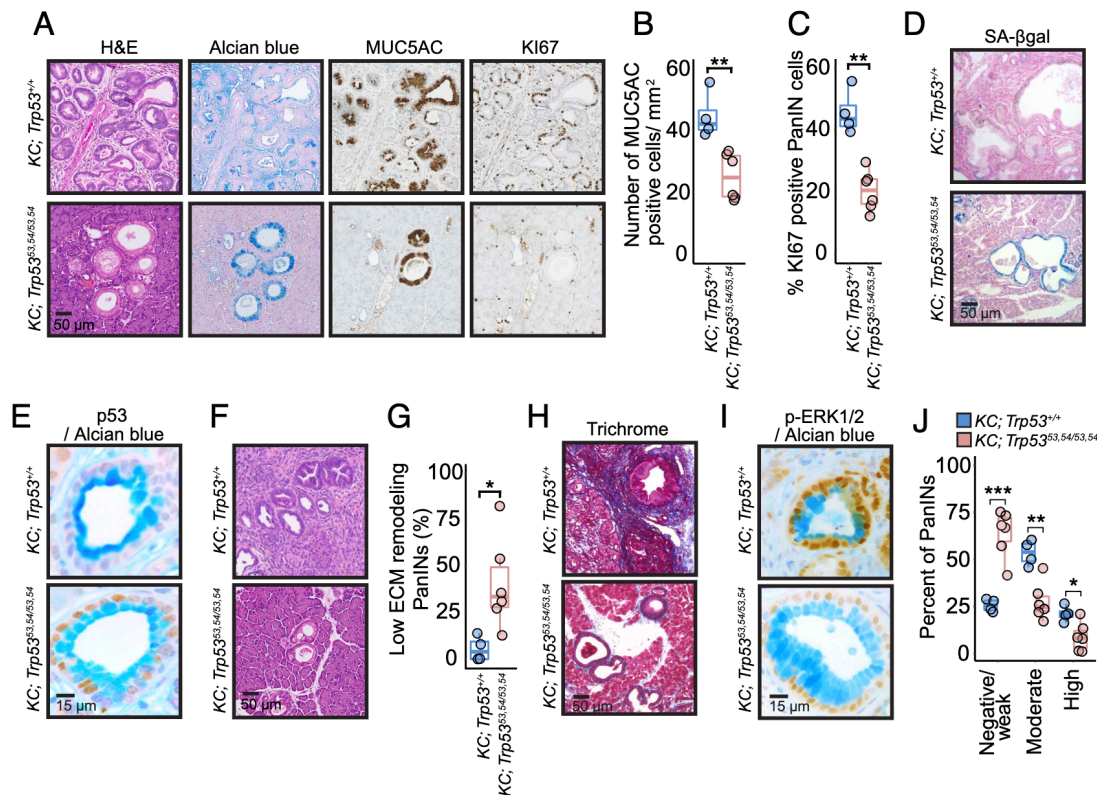 A
H&E
Alcian blue
MUC5AC
KI67
KC; Trp53+/+
KC; Trp5353,54/53,54
50 µm
B
Number of MUC5AC
positive cells/ mm2
60
40
20
0
**
KC; Trp53+/+
KC; Trp5353,54/53,54
C
% KI67 positive PanIN cells
60
40
20
0
**
KC; Trp53+/+
KC; Trp5353,54/53,54
D
SA-βgal
KC; Trp53+/+
KC; Trp5353,54/53,54
50 µm
E
p53
/ Alcian blue
KC; Trp53+/+
KC; Trp5353,54/53,54
15 µm
F
KC; Trp53+/+
KC; Trp5353,54/53,54
50 µm
G
Low ECM remodeling
PanINs (%)
100
75
50
25
0
*
KC; Trp53+/+
KC; Trp5353,54/53,54
H
Trichrome
KC; Trp53+/+
KC; Trp5353,54/53,54
50 µm
I
p-ERK1/2
/ Alcian blue
KC; Trp53+/+
KC; Trp5353,54/53,54
15 µm
J
KC; Trp53+/+
KC; Trp5353,54/53,54
Percent of PanINs
100
75
50
25
0
***
**
*
Negative/
weak
Moderate
High